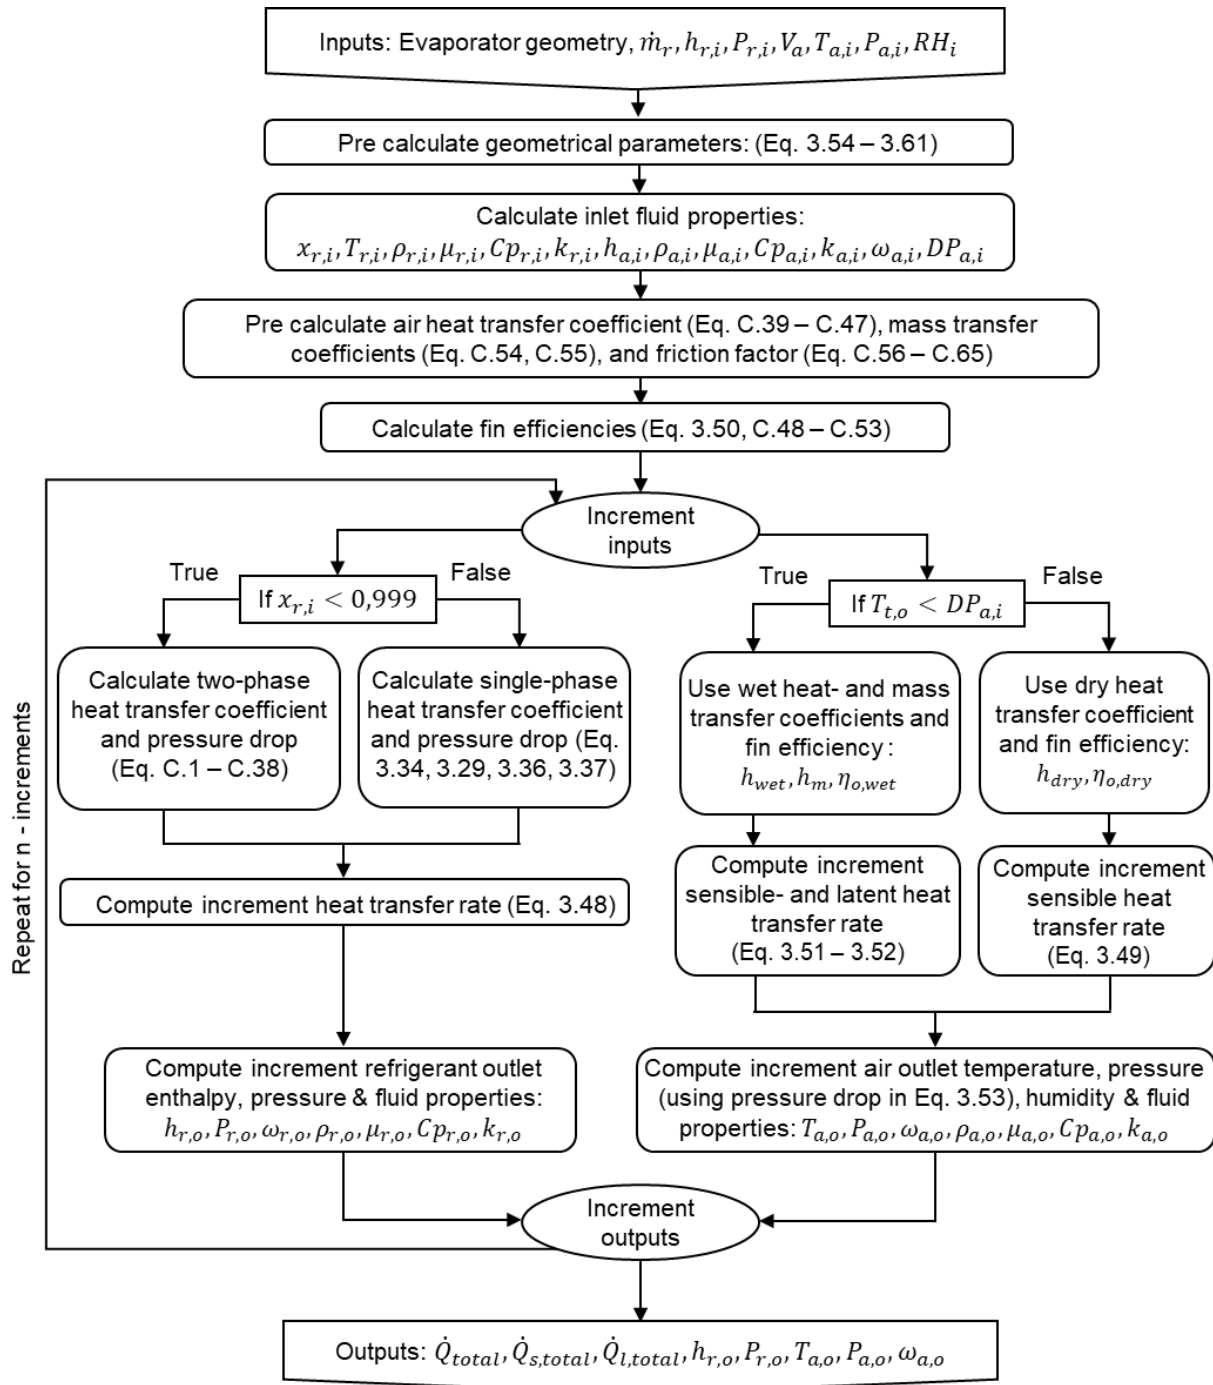 Inputs: Evaporator geometry, ṁ_r, h_{r,i}, P_{r,i}, V_a, T_{a,i}, P_{a,i}, RH_i
Pre calculate geometrical parameters: (Eq. 3.54 – 3.61)
Calculate inlet fluid properties:
x_{r,i}, T_{r,i}, ρ_{r,i}, μ_{r,i}, Cp_{r,i}, k_{r,i}, h_{a,i}, ρ_{a,i}, μ_{a,i}, Cp_{a,i}, k_{a,i}, ω_{a,i}, DP_{a,i}
Pre calculate air heat transfer coefficient (Eq. C.39 – C.47), mass transfer
coefficients (Eq. C.54, C.55), and friction factor (Eq. C.56 – C.65)
Calculate fin efficiencies (Eq. 3.50, C.48 – C.53)
Increment
inputs
Repeat for n - increments
True
If x_{r,i} < 0,999
False
Calculate two-phase
heat transfer coefficient
and pressure drop
(Eq. C.1 – C.38)
Calculate single-phase
heat transfer coefficient
and pressure drop (Eq.
3.34, 3.29, 3.36, 3.37)
Compute increment heat transfer rate (Eq. 3.48)
Compute increment refrigerant outlet
enthalpy, pressure & fluid properties:
h_{r,o}, P_{r,o}, ω_{r,o}, ρ_{r,o}, μ_{r,o}, Cp_{r,o}, k_{r,o}
True
If T_{t,o} < DP_{a,i}
False
Use wet heat- and mass
transfer coefficients and
fin efficiency :
h_{wet}, h_m, η_{o,wet}
Use dry heat
transfer coefficient
and fin efficiency:
h_{dry}, η_{o,dry}
Compute increment
sensible- and latent heat
transfer rate
(Eq. 3.51 – 3.52)
Compute increment
sensible heat
transfer rate
(Eq. 3.49)
Compute increment air outlet temperature, pressure
(using pressure drop in Eq. 3.53), humidity & fluid
properties: T_{a,o}, P_{a,o}, ω_{a,o}, ρ_{a,o}, μ_{a,o}, Cp_{a,o}, k_{a,o}
Increment
outputs
Outputs: Q̇_{total}, Q̇_{s,total}, Q̇_{l,total}, h_{r,o}, P_{r,o}, T_{a,o}, P_{a,o}, ω_{a,o}